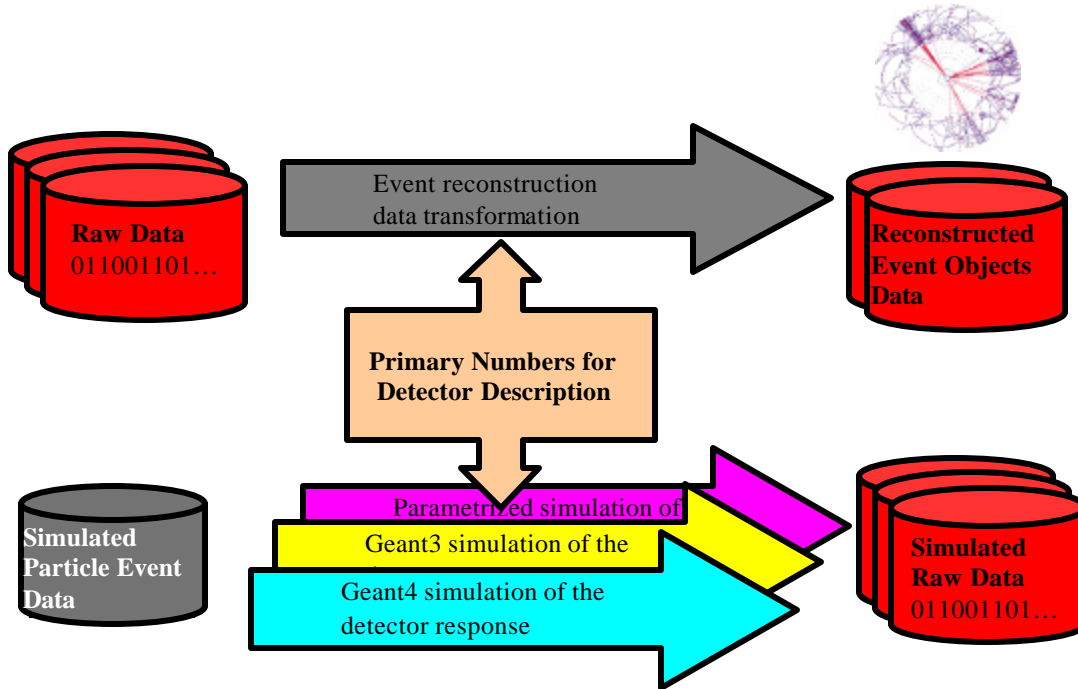 Event reconstruction
data transformation
Raw Data
011001101…
Reconstructed
Event Objects
Data
Primary Numbers for
Detector Description
Parametrized simulation of
Geant3 simulation of the
Geant4 simulation of the
detector response
Simulated
Particle Event
Data
Simulated
Raw Data
011001101…